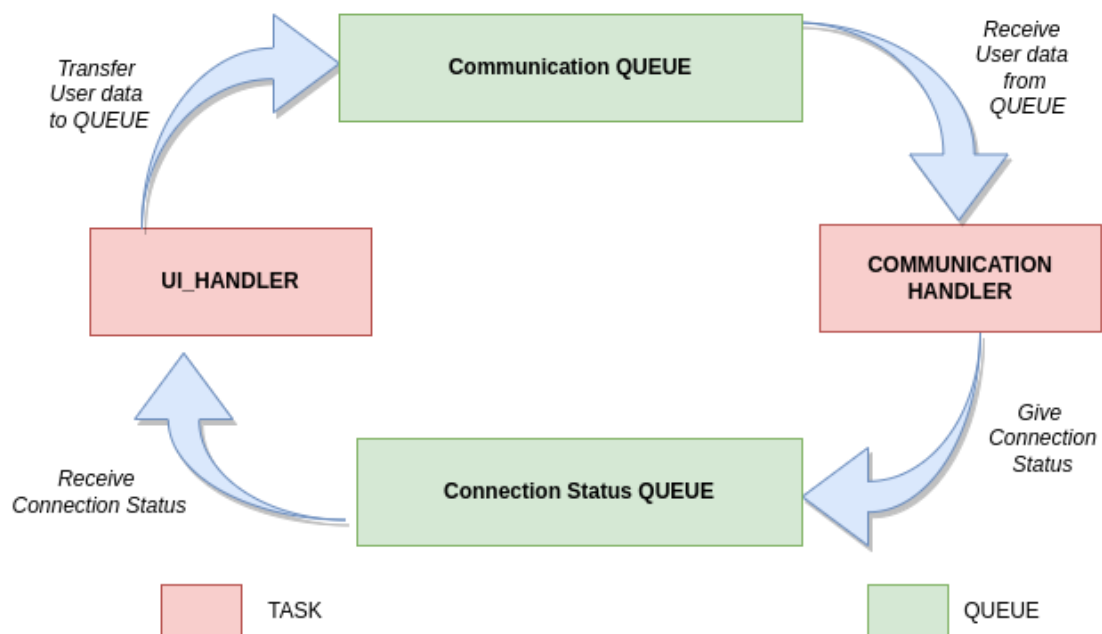 Transfer
User data
to QUEUE
Communication QUEUE
Receive
User data
from
QUEUE
UI_HANDLER
COMMUNICATION
HANDLER
Receive
Connection Status
Connection Status QUEUE
Give
Connection
Status
TASK
QUEUE